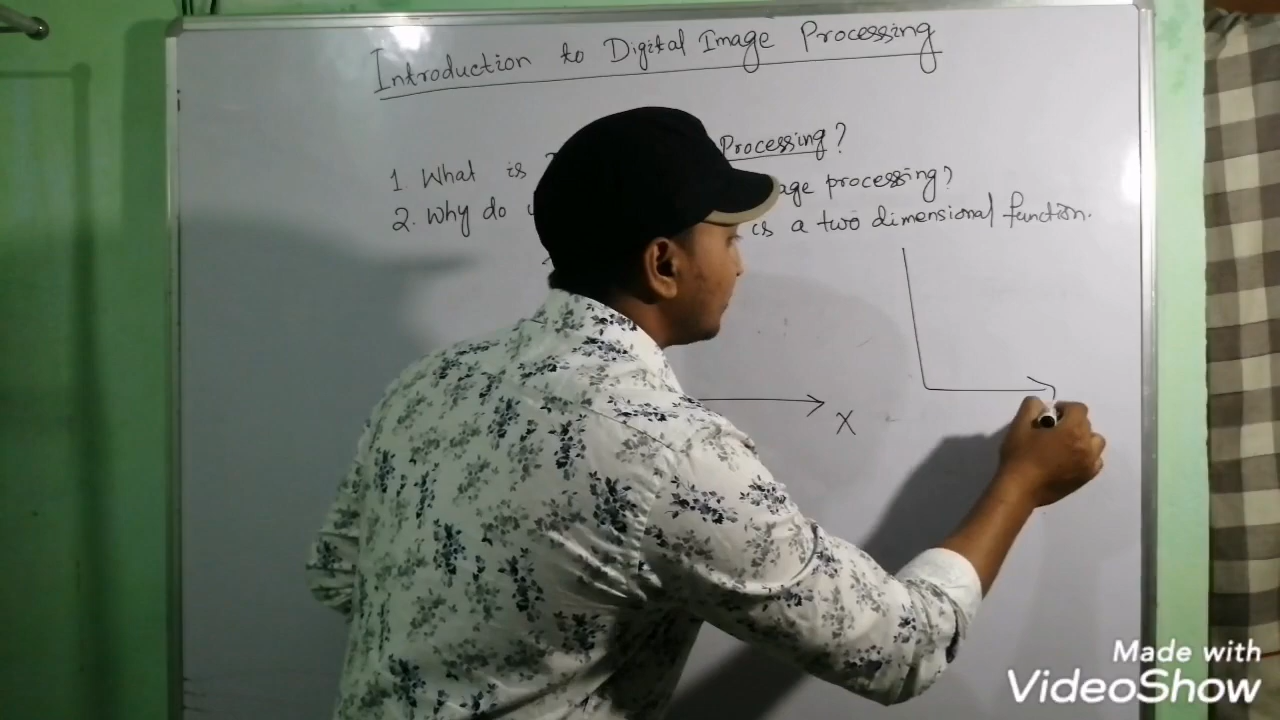 Introduction to Digital Image Processing
1 What is Processing?
2. Why do age processing?
is a two dimensional function.
X
Made with
VideoShow